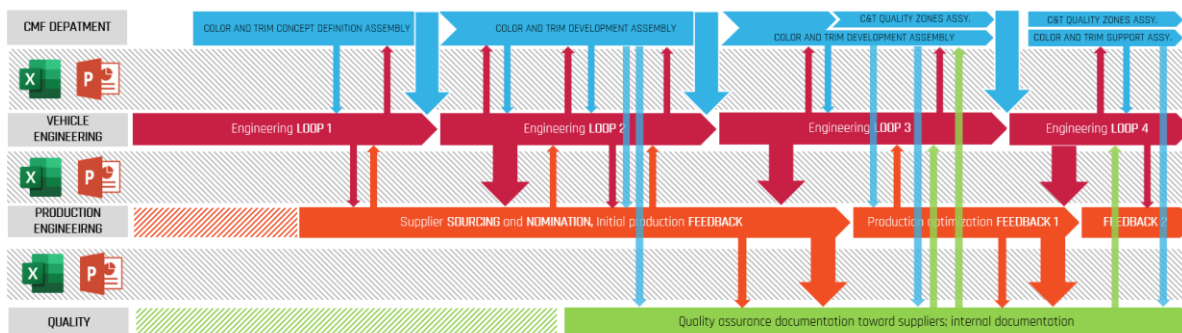 CMF DEPATMENT
COLOR AND TRIM CONCEPT DEFINITION ASSEMBLY
COLOR AND TRIM DEVELOPMENT ASSEMBLY
C&T QUALITY ZONES ASSY.
COLOR AND TRIM DEVELOPMENT ASSEMBLY
C&T QUALITY ZONES ASSY.
COLOR AND TRIM SUPPORT ASSY.
X
P
VEHICLE
ENGINEERING
Engineering LOOP 1
Engineering LOOP 2
Engineering LOOP 3
Engineering LOOP 4
X
P
PRODUCTION
ENGINEEIRNG
Supplier SOURCING and NOMINATION, Initial production FEEDBACK
Production optimization FEEDBACK 1
FEEDBACK 2
X
P
QUALITY
Quality assurance documentation toward suppliers; internal documentation